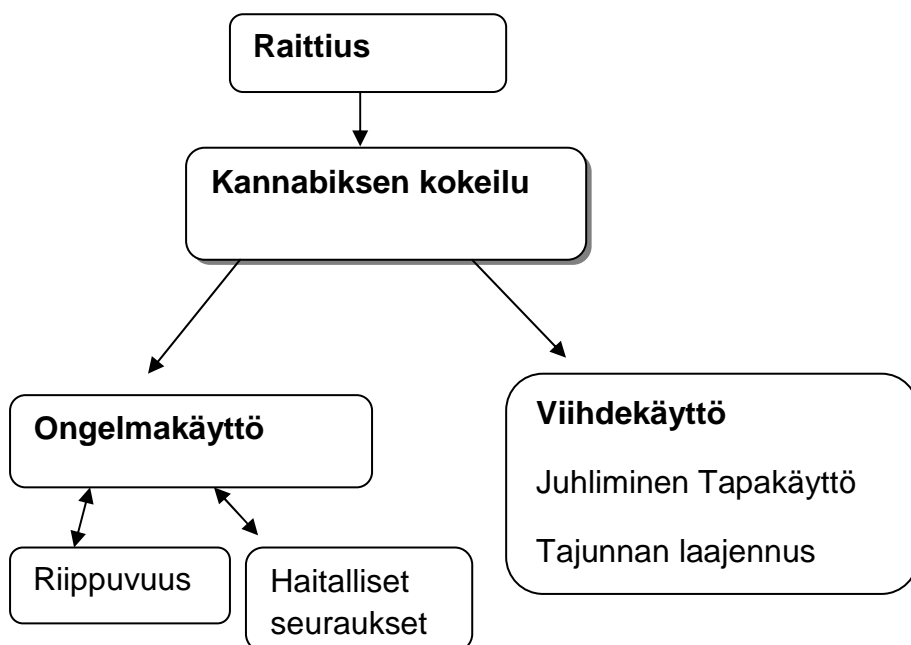 Raittius
Kannabiksen kokeilu
Ongelmakäyttö
Viihdekäyttö
Juhliminen Tapakäyttö
Tajunnan laajennus
Riippuvuus
Haitalliset
seuraukset